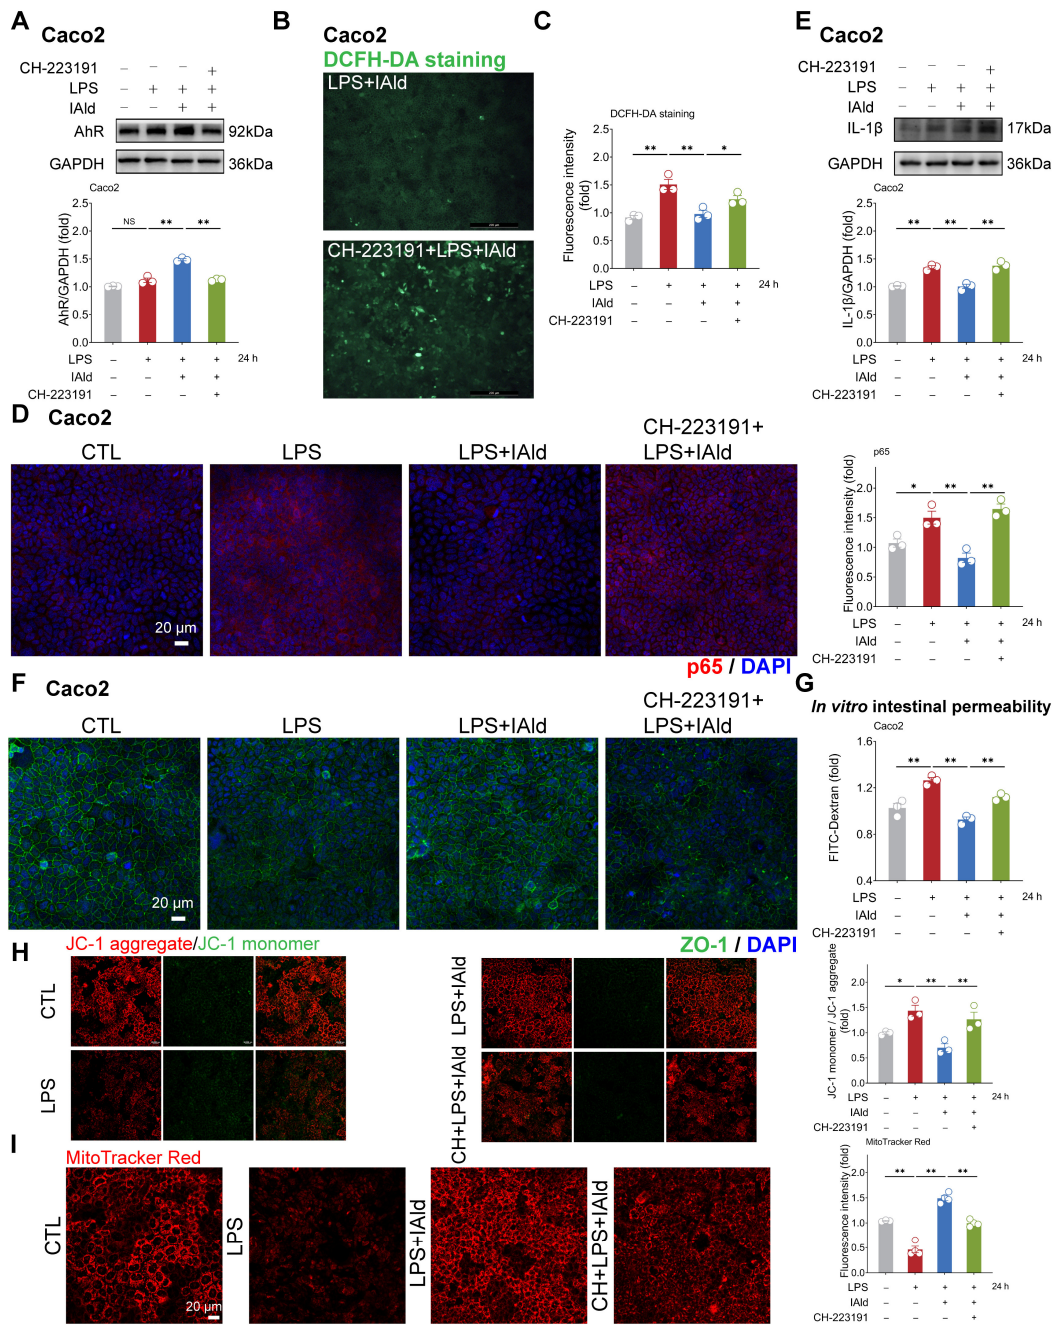 A
Caco2
CH-223191 – – – +
LPS – + + +
IAld – – + +
AhR 92kDa
GAPDH 36kDa
Caco2
AhR/GAPDH (fold)
2.5
2.0
1.5
1.0
0.5
0.0
NS ** **
LPS – + + + 24 h
IAld – – + +
CH-223191 – – – +
B
Caco2
DCFH-DA staining
LPS+IAld
CH-223191+LPS+IAld
C
DCFH-DA staining
Fluorescence intensity
(fold)
2.5
2.0
1.5
1.0
0.5
0.0
** ** *
LPS – + + + 24 h
IAld – – + +
CH-223191 – – – +
E
Caco2
CH-223191 – – – +
LPS – + + +
IAld – – + +
IL-1β 17kDa
GAPDH 36kDa
Caco2
IL-1β/GAPDH (fold)
2.5
2.0
1.5
1.0
0.5
0.0
** ** **
LPS – + + + 24 h
IAld – – + +
CH-223191 – – – +
D
Caco2
CTL
LPS
LPS+IAld
CH-223191+
LPS+IAld
20 μm
p65 / DAPI
p65
Fluorescence intensity (fold)
2.0
1.5
1.0
0.5
0.0
* ** **
LPS – + + + 24 h
IAld – – + +
CH-223191 – – – +
F
Caco2
CTL
LPS
LPS+IAld
CH-223191+
LPS+IAld
20 μm
ZO-1 / DAPI
G
In vitro intestinal permeability
Caco2
FITC-Dextran (fold)
1.6
1.2
0.8
0.4
** ** **
LPS – + + + 24 h
IAld – – + +
CH-223191 – – – +
H
JC-1 aggregate/JC-1 monomer
CTL
LPS
LPS+IAld
CH+LPS+IAld
JC-1 monomer / JC-1 aggregate
(fold)
2.0
1.5
1.0
0.5
0.0
* ** **
LPS – + + + 24 h
IAld – – + +
CH-223191 – – – +
I
MitoTracker Red
CTL
LPS
LPS+IAld
CH+LPS+IAld
20 μm
MitoTracker Red
Fluorescence intensity (fold)
2.0
1.5
1.0
0.5
0.0
** ** **
LPS – + + + 24 h
IAld – – + +
CH-223191 – – – +